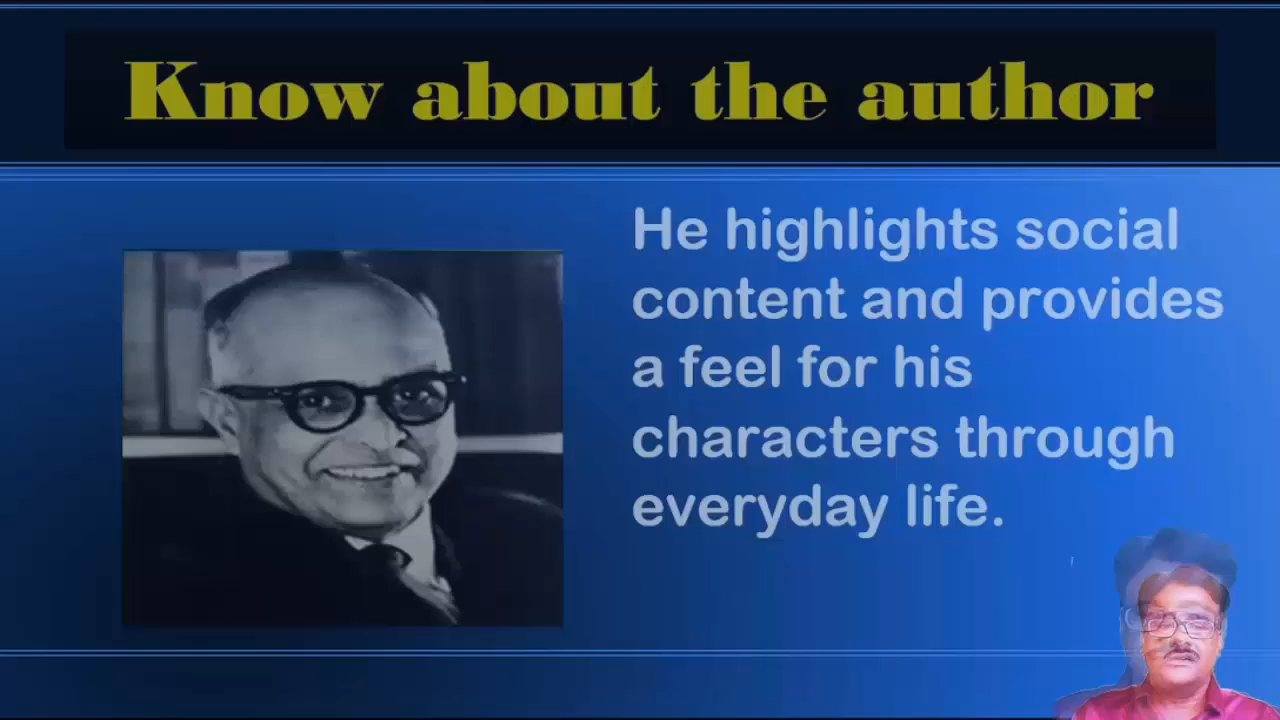 Know about the author
He highlights social
content and provides
a feel for his
characters through
everyday life.